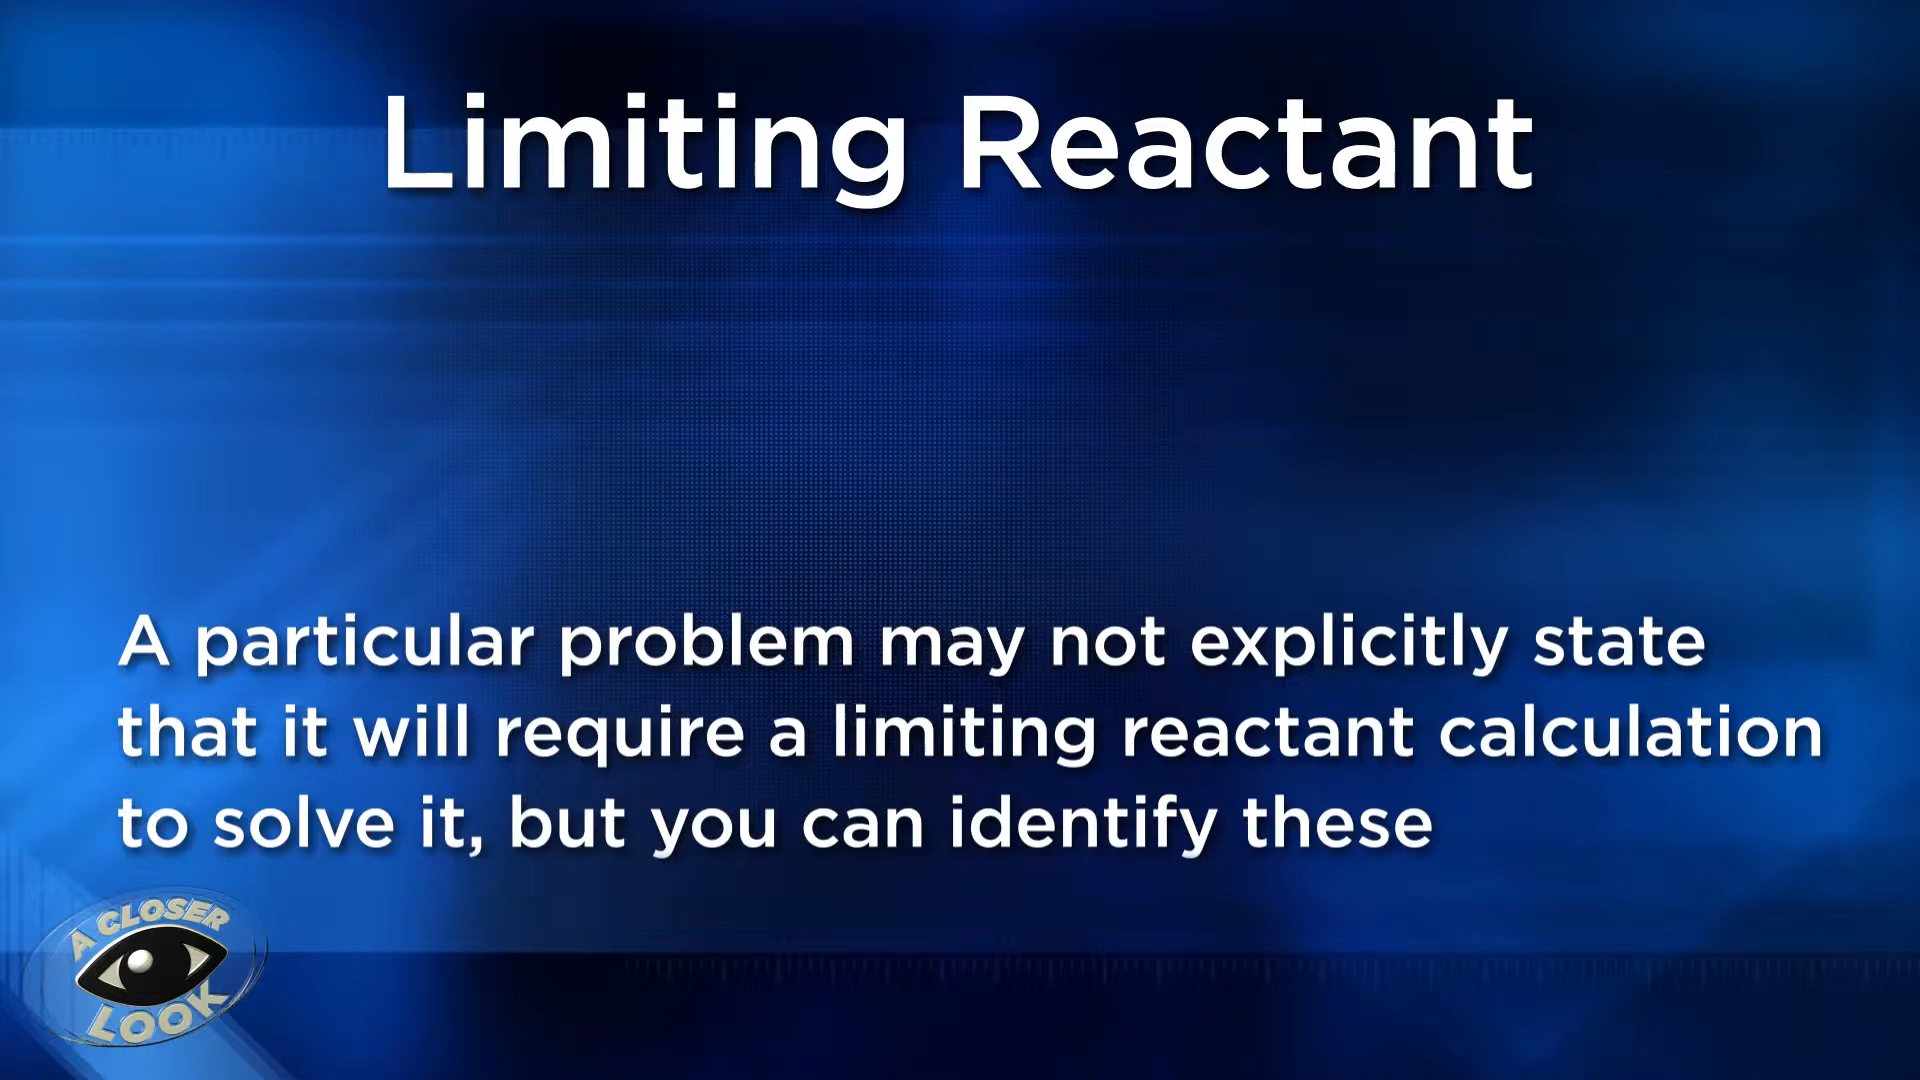 Limiting Reactant
A particular problem may not explicitly state
that it will require a limiting reactant calculation
to solve it, but you can identify these
A CLOSER
LOOK